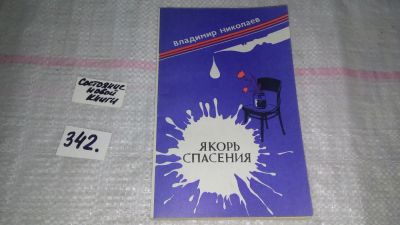 Владимир Николаев
ЯКОРЬ
СПАСЕНИЯ
Состояние
новой
книги
342.